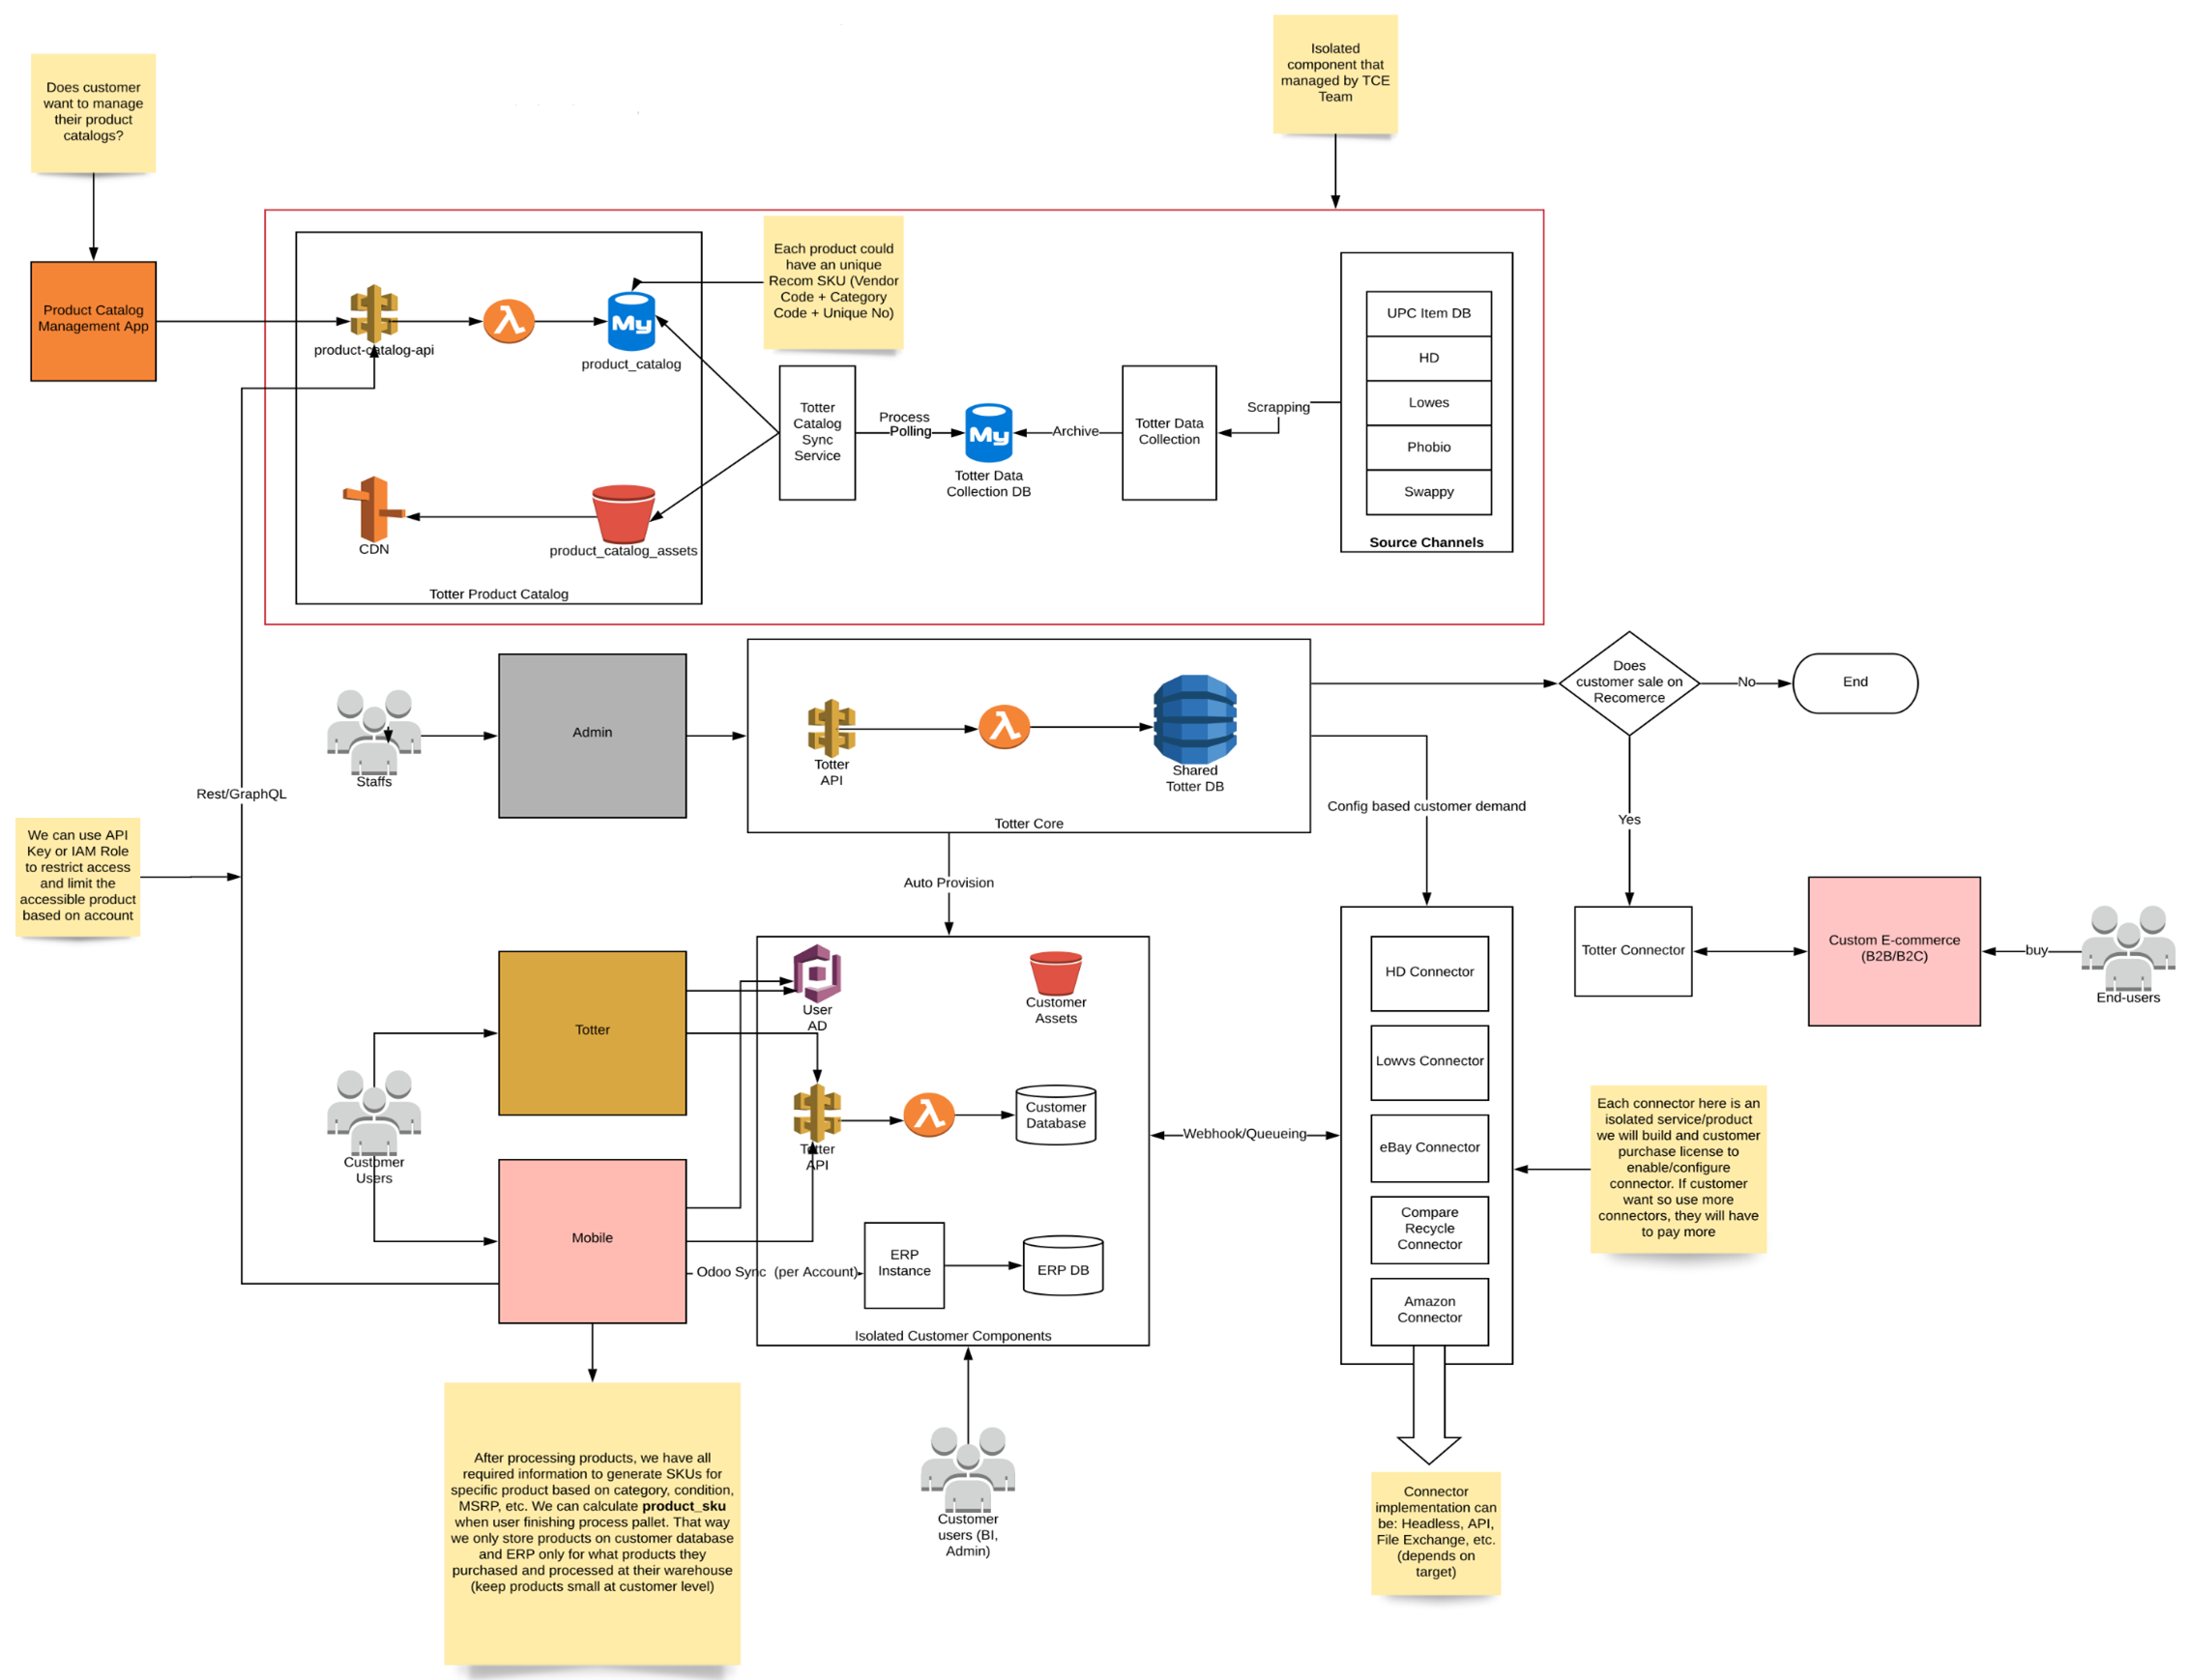 Does customer
want to manage
their product
catalogs?
Isolated
component that
managed by TCE
Team
Product Catalog
Management App
product-catalog-api
My
product_catalog
Each product could
have an unique
Recom SKU (Vendor
Code + Category
Code + Unique No)
CDN
product_catalog_assets
Totter Product Catalog
Totter
Catalog
Sync
Service
Process
Polling
My
Totter Data
Collection DB
Archive
Totter Data
Collection
Scrapping
UPC Item DB
HD
Lowes
Phobio
Swappy
Source Channels
Staffs
Admin
Totter
API
Shared
Totter DB
Totter Core
Does
customer sale on
Recomerce
No
End
Yes
Config based customer demand
Rest/GraphQL
We can use API
Key or IAM Role
to restrict access
and limit the
accessible product
based on account
Auto Provision
Totter Connector
Custom E-commerce
(B2B/B2C)
buy
End-users
Totter
Customer
Users
Mobile
User
AD
Customer
Assets
Totter
API
Customer
Database
Odoo Sync (per Account)
ERP
Instance
ERP DB
Isolated Customer Components
Webhook/Queueing
HD Connector
Lowvs Connector
eBay Connector
Compare
Recycle
Connector
Amazon
Connector
Each connector here is an
isolated service/product
we will build and customer
purchase license to
enable/configure
connector. If customer
want so use more
connectors, they will have
to pay more
After processing products, we have all
required information to generate SKUs for
specific product based on category, condition,
MSRP, etc. We can calculate product_sku
when user finishing process pallet. That way
we only store products on customer database
and ERP only for what products they
purchased and processed at their warehouse
(keep products small at customer level)
Customer
users (BI,
Admin)
Connector
implementation can
be: Headless, API,
File Exchange, etc.
(depends on
target)